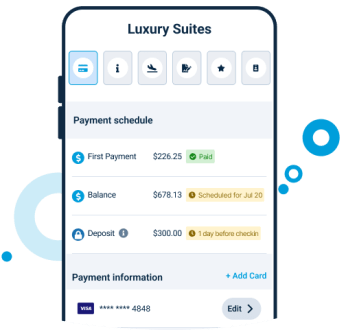 Luxury Suites
Payment schedule
First Payment $226.25 Paid
Balance $678.13 Scheduled for Jul 20
Deposit $300.00 1 day before checkin
Payment information + Add Card
VISA **** **** 4848 Edit